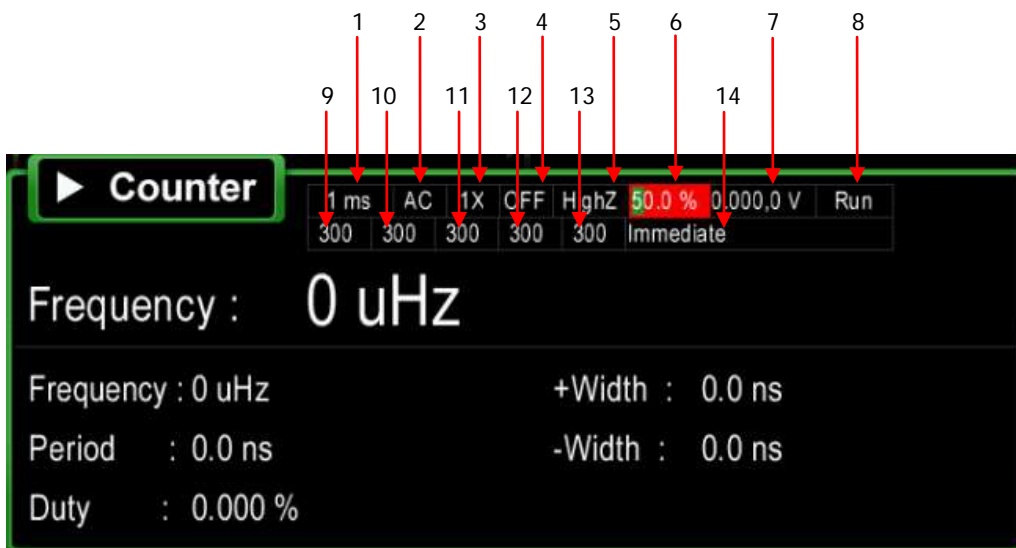 1 2 3 4 5 6 7 8
9 10 11 12 13 14
Counter
1 ms AC 1X OFF HighZ 50.0 % 0.000,0 V Run
300 300 300 300 300 Immediate
Frequency : 0 uHz
Frequency : 0 uHz +Width : 0.0 ns
Period : 0.0 ns -Width : 0.0 ns
Duty : 0.000 %